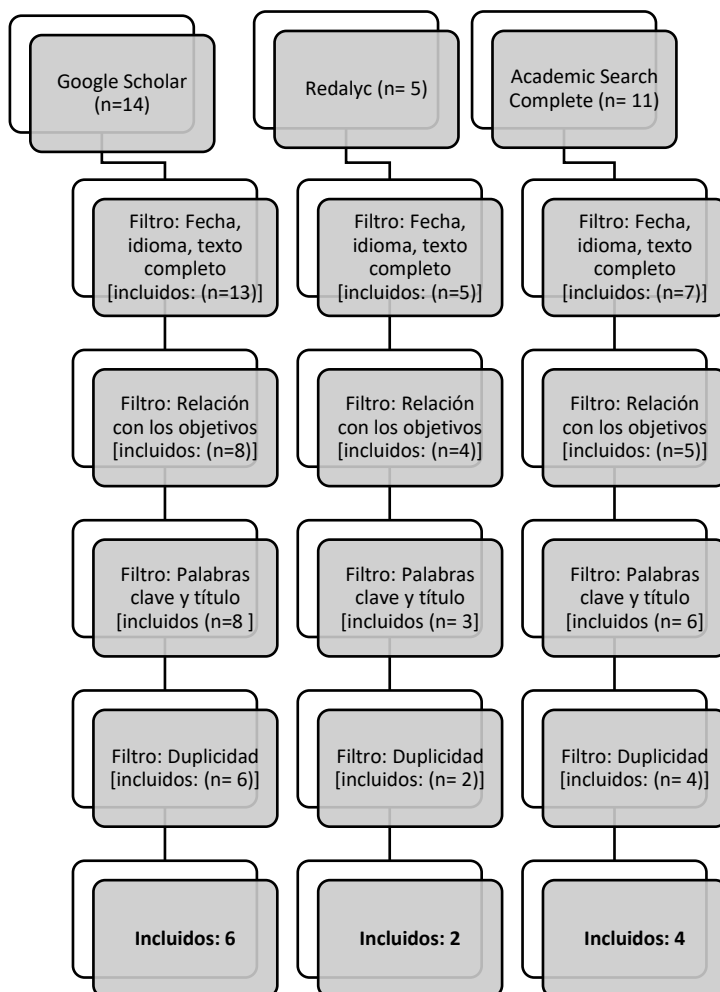 Google Scholar
(n=14)
Filtro: Fecha,
idioma, texto
completo
[incluidos: (n=13)]
Filtro: Relación
con los objetivos
[incluidos: (n=8)]
Filtro: Palabras
clave y título
[incluidos (n=8 ]
Filtro: Duplicidad
[incluidos: (n= 6)]
Incluidos: 6
Redalyc (n= 5)
Filtro: Fecha,
idioma, texto
completo
[incluidos: (n=5)]
Filtro: Relación
con los objetivos
[incluidos: (n=4)]
Filtro: Palabras
clave y título
[incluidos (n= 3]
Filtro: Duplicidad
[incluidos: (n= 2)]
Incluidos: 2
Academic Search
Complete (n= 11)
Filtro: Fecha,
idioma, texto
completo
[incluidos: (n=7)]
Filtro: Relación
con los objetivos
[incluidos: (n=5)]
Filtro: Palabras
clave y título
[incluidos (n= 6]
Filtro: Duplicidad
[incluidos: (n= 4)]
Incluidos: 4